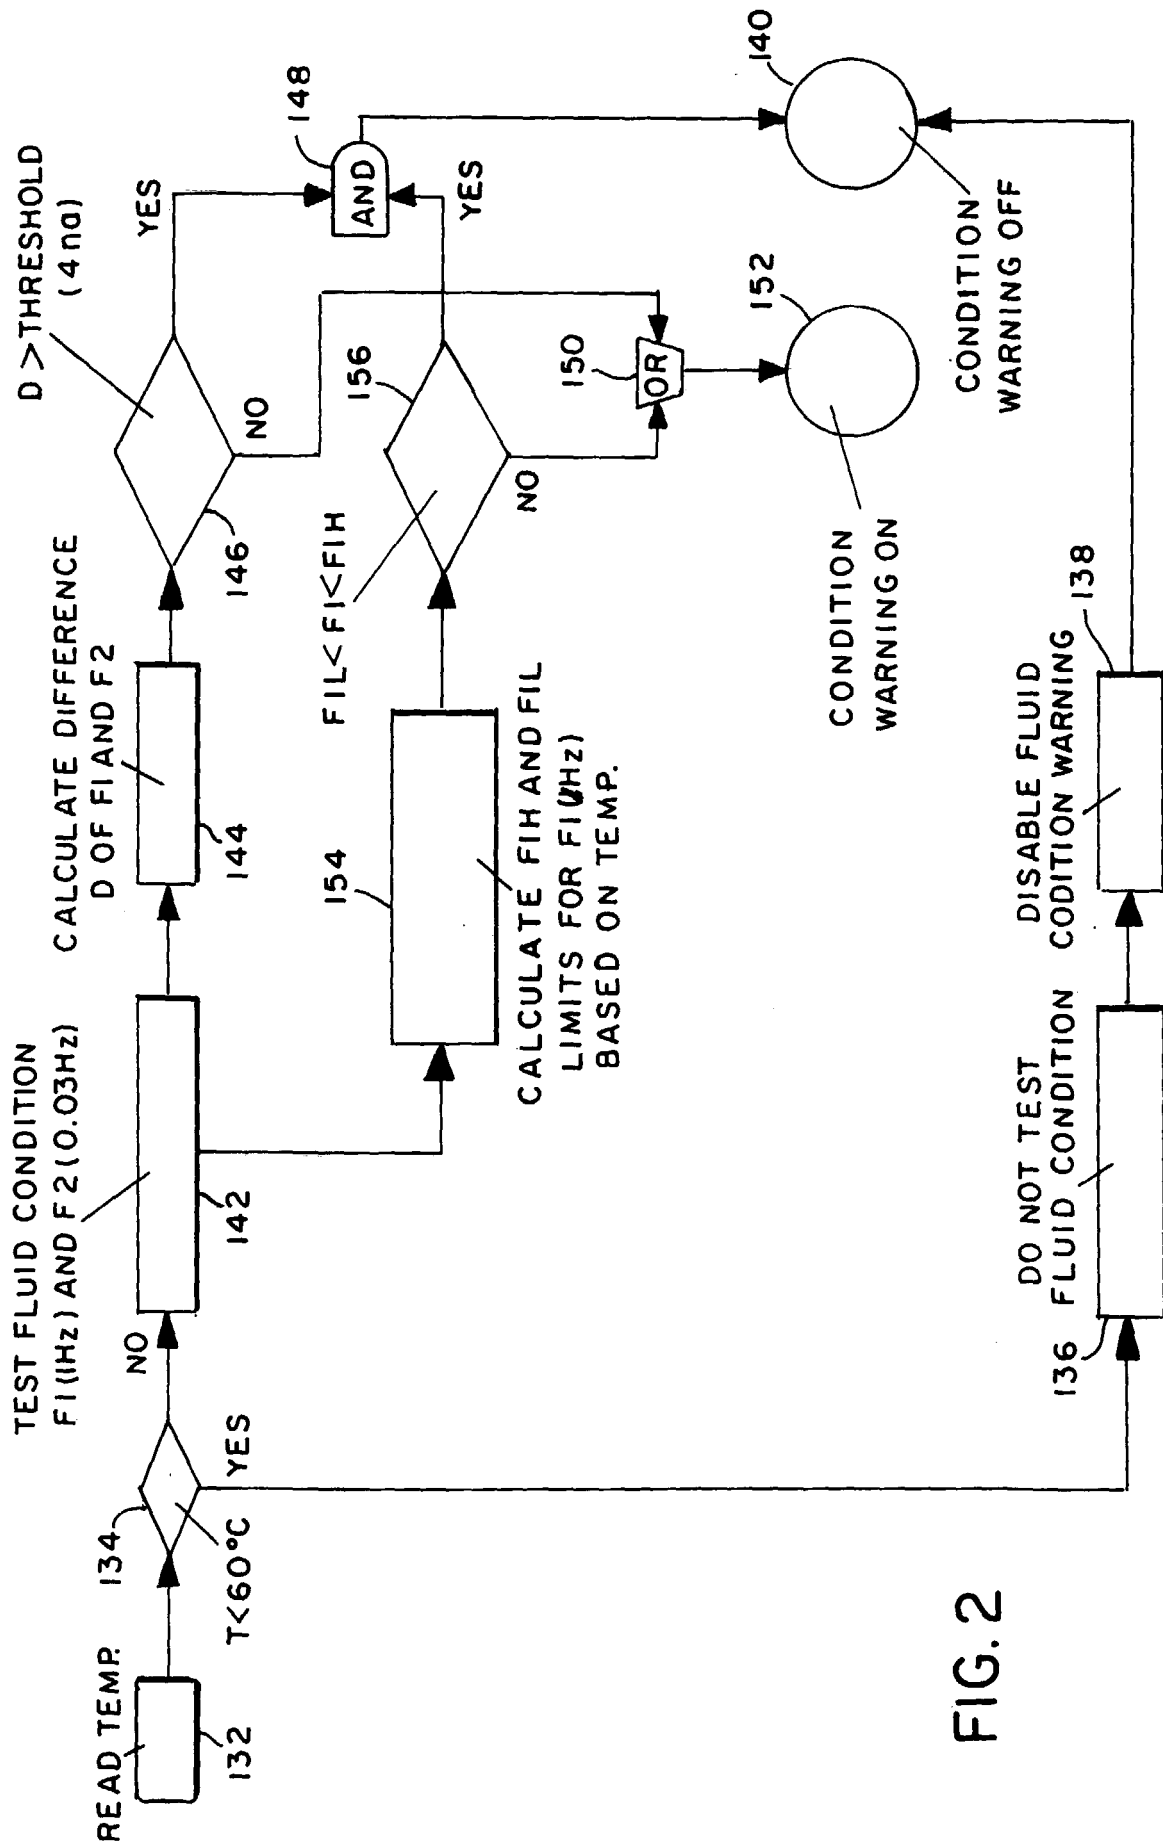 READ TEMP.
132
134
T<60°C
NO
YES
TEST FLUID CONDITION
F1(1Hz) AND F2(0.03Hz)
142
CALCULATE DIFFERENCE
D OF F1 AND F2
144
D > THRESHOLD
(4na)
146
YES
NO
148
AND
154
CALCULATE F1H AND F1L
LIMITS FOR F1(1Hz)
BASED ON TEMP.
F1L<F1<F1H
156
YES
NO
150
OR
152
CONDITION
WARNING ON
140
CONDITION
WARNING OFF
136
DO NOT TEST
FLUID CONDITION
DISABLE FLUID
CODITION WARNING
138
FIG. 2